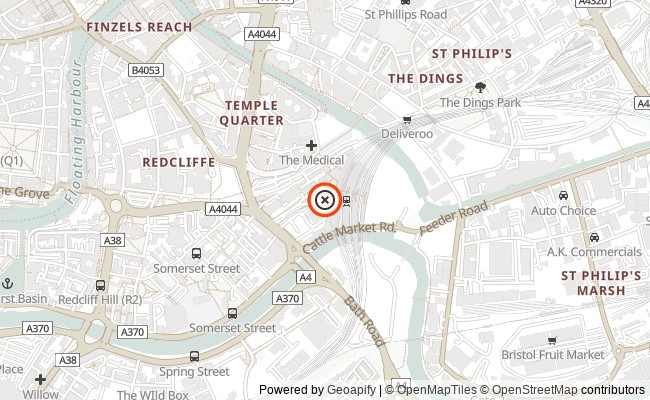 St Phillips Road
A4320
FINZELS REACH
A4044
ST PHILIP'S
B4053
THE DINGS
The Dings Park
TEMPLE
QUARTER
Deliveroo
Floating Harbour
REDCLIFFE
The Medical
(Q1)
ne Grove
A4044
Feeder Road
Auto Choice
A38
Cattle Market Rd.
A.K. Commercials
Somerset Street
A4
ST PHILIP'S
MARSH
rst Basin
Redcliff Hill (R2)
A370
Bath Road
A370
A370
Somerset Street
A370
Bristol Fruit Market
A38
Spring Street
Place
Willow
The WIld Box
Powered by Geoapify | © OpenMapTiles © OpenStreetMap contributors